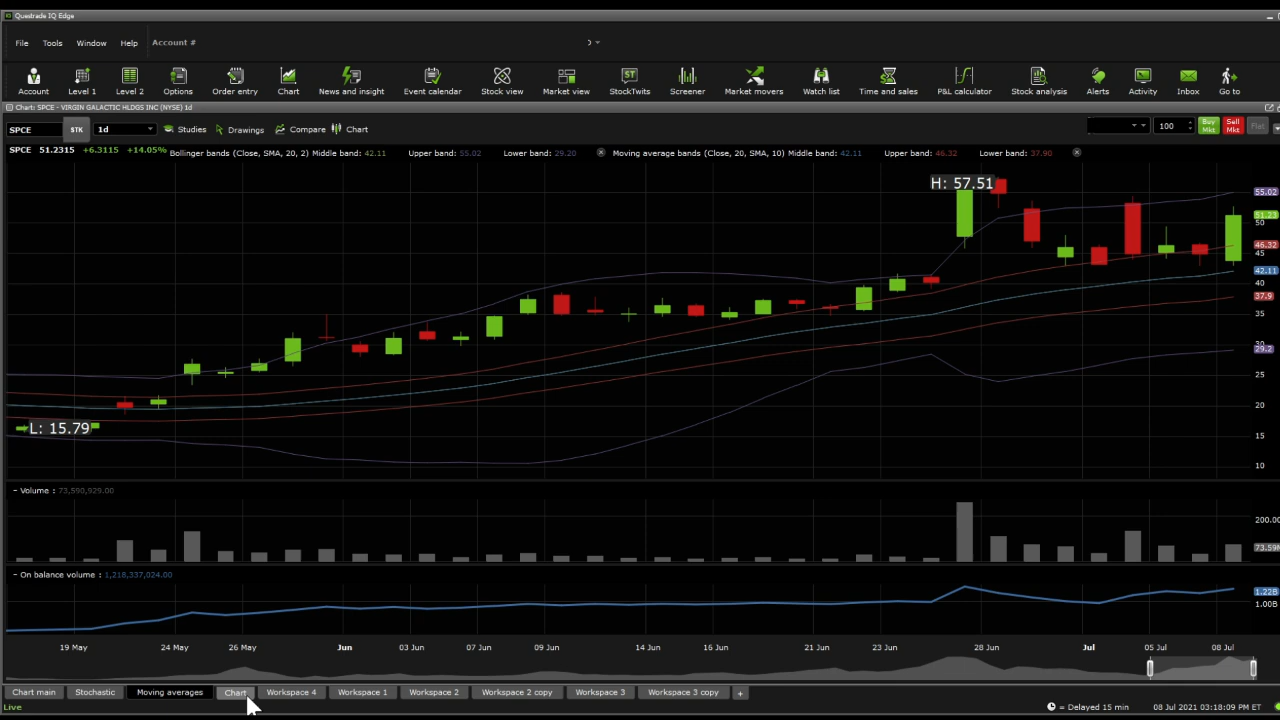 Questrade IQ Edge
File Tools Window Help Account #
Account Level 1 Level 2 Options Order entry Chart News and insight Event calendar Stock view Market view StockTwits Screener Market movers Watch list Time and sales P&L calculator Stock analysis Alerts Activity Inbox Go to
Chart: SPCE - VIRGIN GALACTIC HLDGS INC (NYSE) 1d
SPCE STK 1d Studies Drawings Compare Chart 100 Buy Mkt Sell Mkt Flat
SPCE 51.2315 +6.3115 +14.05% Bollinger bands (Close, SMA, 20, 2) Middle band: 42.11 Upper band: 55.02 Lower band: 29.20 Moving average bands (Close, 20, SMA, 10) Middle band: 42.11 Upper band: 46.32 Lower band: 37.90
H: 57.51
55.02
51.23
50
46.32
45
42.11
40
37.9
35
30
29.2
25
20
L: 15.79
15
10
- Volume : 73,590,929.00
200.00
73.59M
- On balance volume : 1,218,337,024.00
1.22B
1.00B
19 May 24 May 26 May Jun 03 Jun 07 Jun 09 Jun 14 Jun 16 Jun 21 Jun 23 Jun 28 Jun Jul 05 Jul 08 Jul
Chart main Stochastic Moving averages Chart Workspace 4 Workspace 1 Workspace 2 Workspace 2 copy Workspace 3 Workspace 3 copy +
Live = Delayed 15 min 08 Jul 2021 03:18:09 PM ET